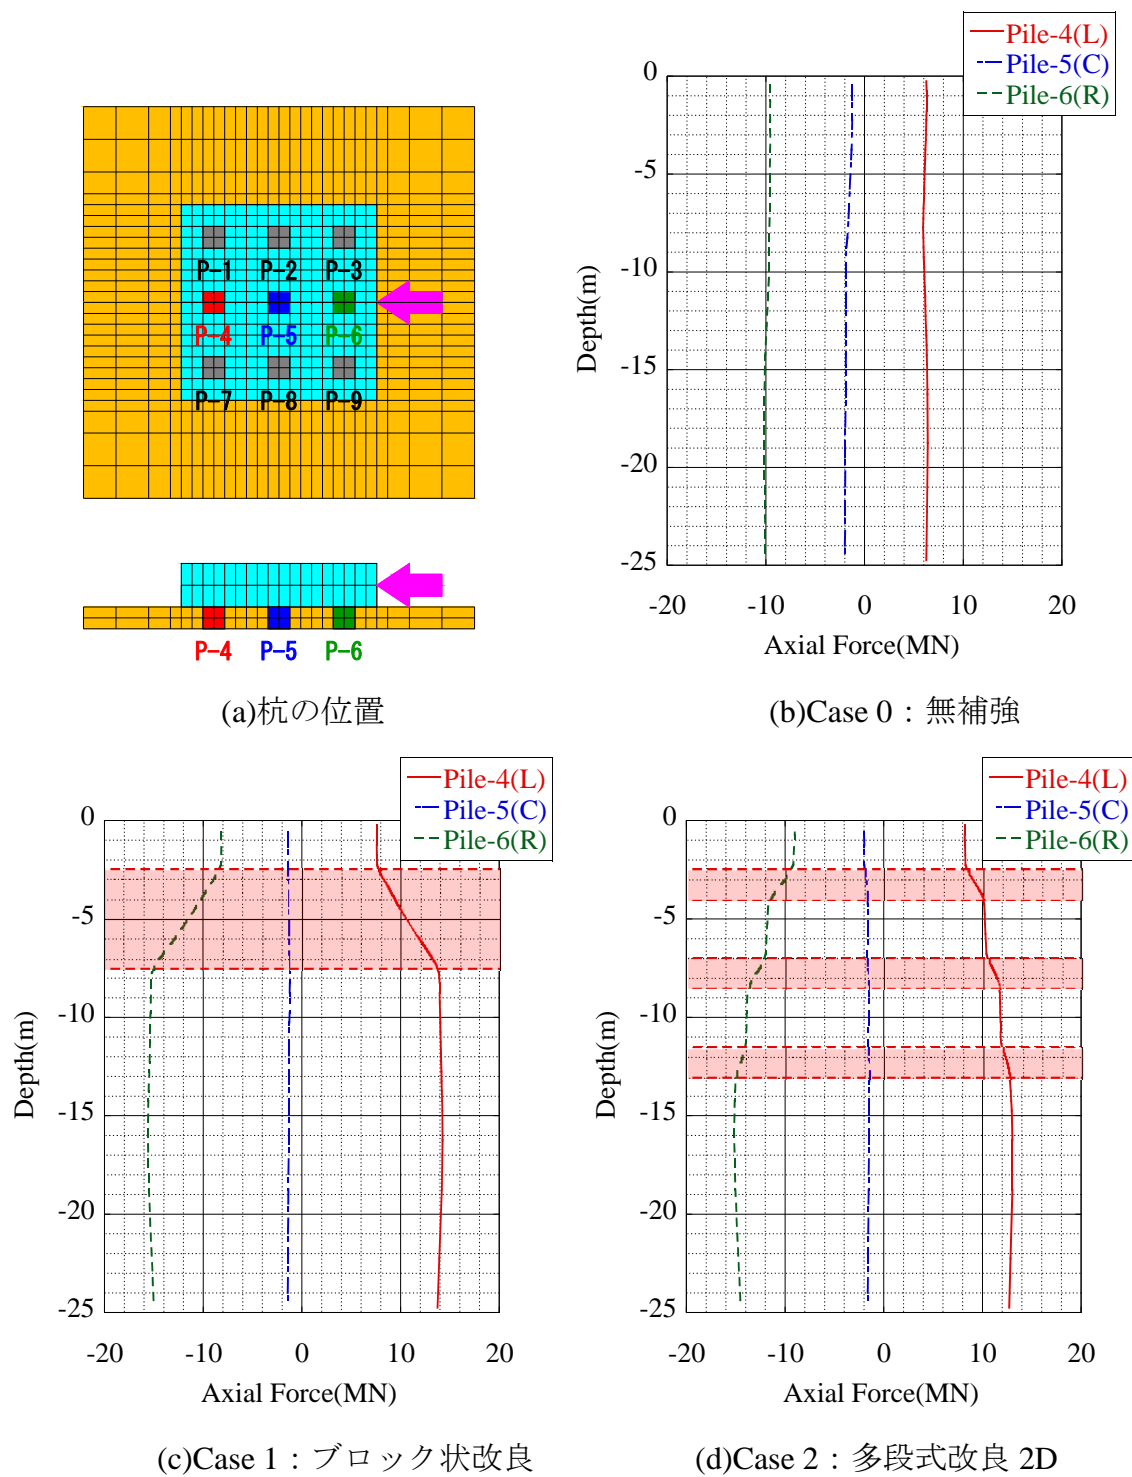 P-1 P-2 P-3
P-4 P-5 P-6
P-7 P-8 P-9
P-4 P-5 P-6
(a)杭の位置
Pile-4(L)
Pile-5(C)
Pile-6(R)
0
-5
-10
-15
-20
-25
Depth(m)
-20 -10 0 10 20
Axial Force(MN)
(b)Case 0：無補強
Pile-4(L)
Pile-5(C)
Pile-6(R)
0
-5
-10
-15
-20
-25
Depth(m)
-20 -10 0 10 20
Axial Force(MN)
(c)Case 1：ブロック状改良
Pile-4(L)
Pile-5(C)
Pile-6(R)
0
-5
-10
-15
-20
-25
Depth(m)
-20 -10 0 10 20
Axial Force(MN)
(d)Case 2：多段式改良 2D